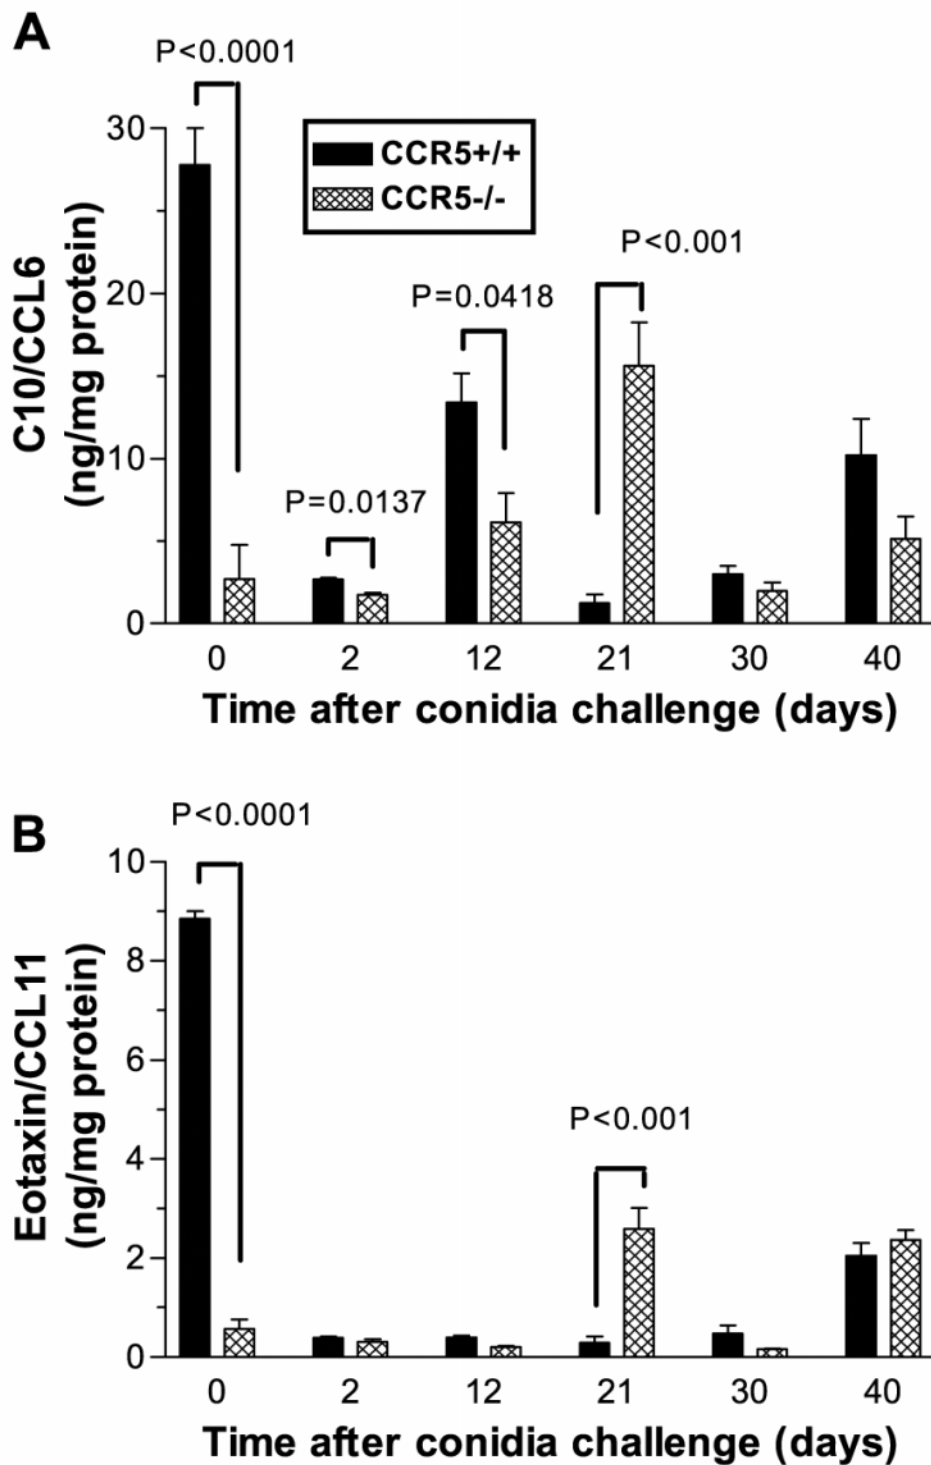 A
P<0.0001
CCR5+/+
CCR5-/-
P<0.001
P=0.0418
P=0.0137
30
20
10
0
C10/CCL6
(ng/mg protein)
0 2 12 21 30 40
Time after conidia challenge (days)
B
P<0.0001
P<0.001
10
8
6
4
2
0
Eotaxin/CCL11
(ng/mg protein)
0 2 12 21 30 40
Time after conidia challenge (days)